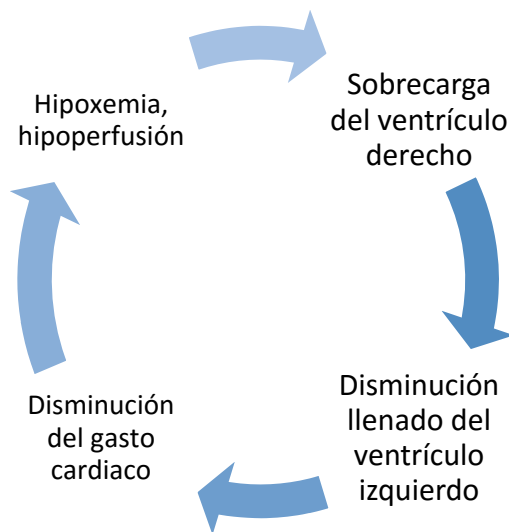 Hipoxemia,
hipoperfusión
Sobrecarga
del ventrículo
derecho
Disminución
llenado del
ventrículo
izquierdo
Disminución
del gasto
cardiaco